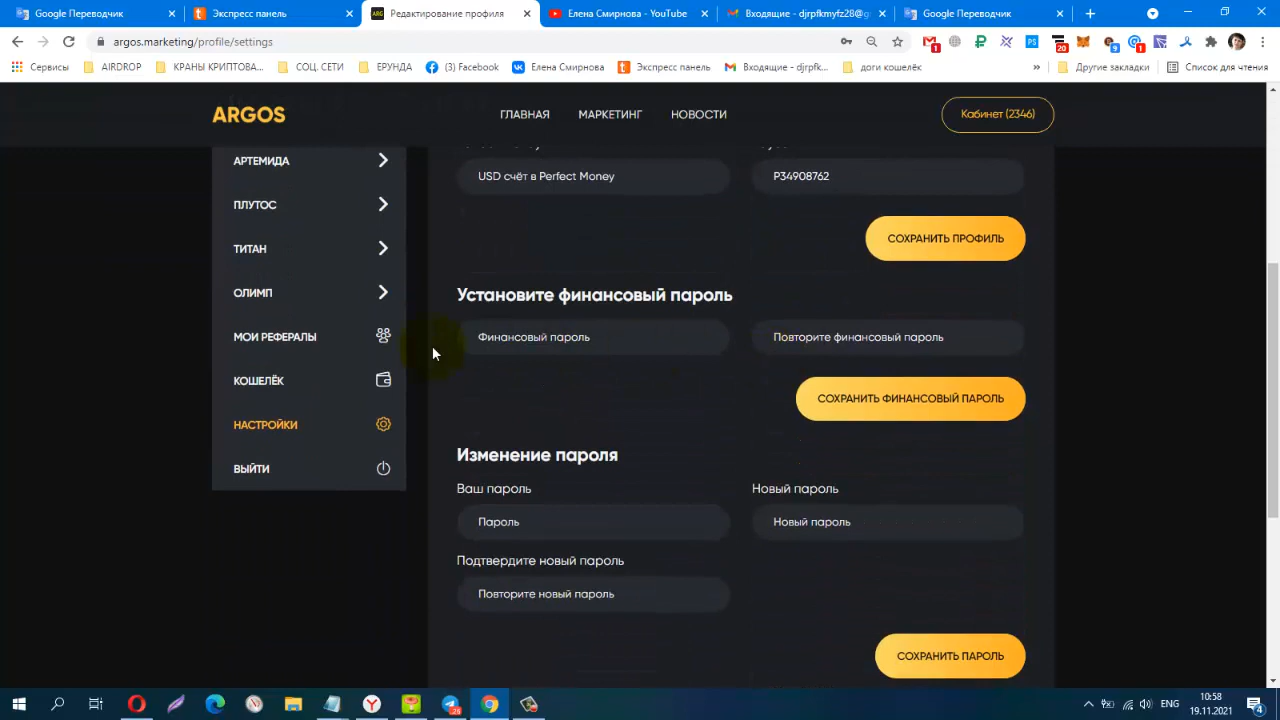 Google Переводчик
Экспресс панель
Редактирование профиля
Елена Смирнова - YouTube
Входящие - djrpfkmyfz28@g
Google Переводчик
argos.marketing/profile/settings
Сервисы
AIRDROP
КРАНЫ КРИПТОВА...
СОЦ. СЕТИ
ЕРУНДА
(3) Facebook
Елена Смирнова
Экспресс панель
Входящие - djrpfk...
доги кошелёк
»
Другие закладки
Список для чтения
ARGOS
ГЛАВНАЯ
МАРКЕТИНГ
НОВОСТИ
Кабинет (2346)
АРТЕМИДА
ПЛУТОС
ТИТАН
ОЛИМП
МОИ РЕФЕРАЛЫ
КОШЕЛЁК
НАСТРОЙКИ
ВЫЙТИ
USD счёт в Perfect Money
P34908762
СОХРАНИТЬ ПРОФИЛЬ
Установите финансовый пароль
Финансовый пароль
Повторите финансовый пароль
СОХРАНИТЬ ФИНАНСОВЫЙ ПАРОЛЬ
Изменение пароля
Ваш пароль
Новый пароль
Пароль
Новый пароль
Подтвердите новый пароль
Повторите новый пароль
СОХРАНИТЬ ПАРОЛЬ
ENG
10:58
19.11.2021